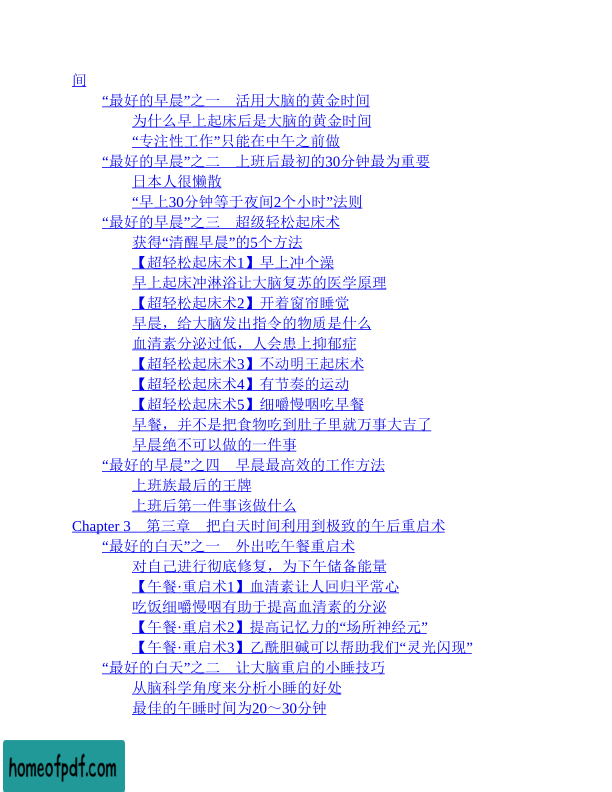 间
“最好的早晨”之一　活用大脑的黄金时间
为什么早上起床后是大脑的黄金时间
“专注性工作”只能在中午之前做
“最好的早晨”之二　上班后最初的30分钟最为重要
日本人很懒散
“早上30分钟等于夜间2个小时”法则
“最好的早晨”之三　超级轻松起床术
获得“清醒早晨”的5个方法
【超轻松起床术1】早上冲个澡
早上起床冲淋浴让大脑复苏的医学原理
【超轻松起床术2】开着窗帘睡觉
早晨，给大脑发出指令的物质是什么
血清素分泌过低，人会患上抑郁症
【超轻松起床术3】不动明王起床术
【超轻松起床术4】有节奏的运动
【超轻松起床术5】细嚼慢咽吃早餐
早餐，并不是把食物吃到肚子里就万事大吉了
早晨绝不可以做的一件事
“最好的早晨”之四　早晨最高效的工作方法
上班族最后的王牌
上班后第一件事该做什么
Chapter 3　第三章　把白天时间利用到极致的午后重启术
“最好的白天”之一　外出吃午餐重启术
对自己进行彻底修复，为下午储备能量
【午餐·重启术1】血清素让人回归平常心
吃饭细嚼慢咽有助于提高血清素的分泌
【午餐·重启术2】提高记忆力的“场所神经元”
【午餐·重启术3】乙酰胆碱可以帮助我们“灵光闪现”
“最好的白天”之二　让大脑重启的小睡技巧
从脑科学角度来分析小睡的好处
最佳的午睡时间为20～30分钟
homeofpdf.com